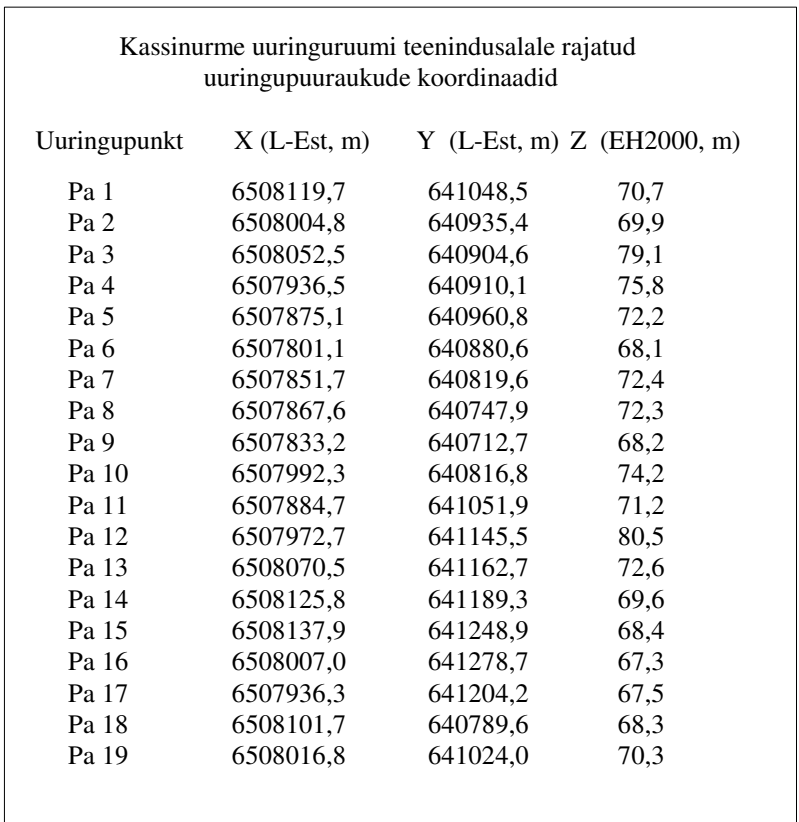 Kassinurme uuringuruumi teenindusalale rajatud
uuringupuuraukude koordinaadid
Uuringupunkt X (L-Est, m) Y (L-Est, m) Z (EH2000, m)
Pa 1 6508119,7 641048,5 70,7
Pa 2 6508004,8 640935,4 69,9
Pa 3 6508052,5 640904,6 79,1
Pa 4 6507936,5 640910,1 75,8
Pa 5 6507875,1 640960,8 72,2
Pa 6 6507801,1 640880,6 68,1
Pa 7 6507851,7 640819,6 72,4
Pa 8 6507867,6 640747,9 72,3
Pa 9 6507833,2 640712,7 68,2
Pa 10 6507992,3 640816,8 74,2
Pa 11 6507884,7 641051,9 71,2
Pa 12 6507972,7 641145,5 80,5
Pa 13 6508070,5 641162,7 72,6
Pa 14 6508125,8 641189,3 69,6
Pa 15 6508137,9 641248,9 68,4
Pa 16 6508007,0 641278,7 67,3
Pa 17 6507936,3 641204,2 67,5
Pa 18 6508101,7 640789,6 68,3
Pa 19 6508016,8 641024,0 70,3